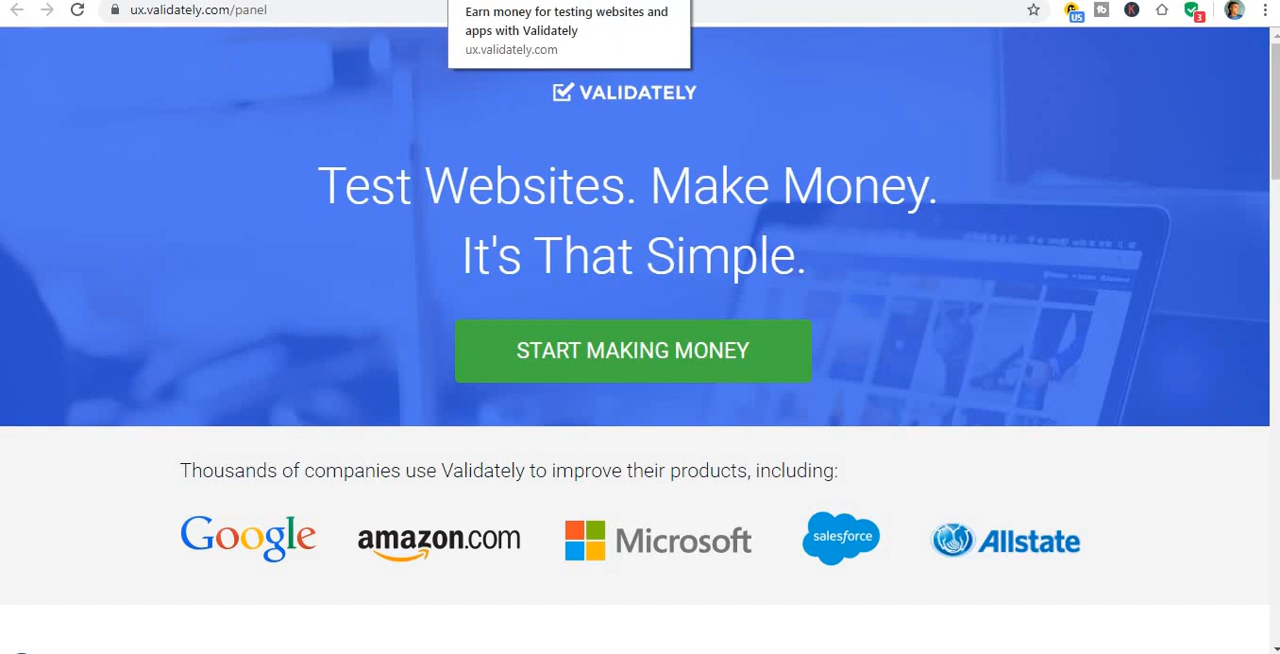 ux.validately.com/panel
Earn money for testing websites and
apps with Validately
ux.validately.com
US
K
3
VALIDATELY
Test Websites. Make Money.
It's That Simple.
START MAKING MONEY
Thousands of companies use Validately to improve their products, including:
Google
amazon.com
Microsoft
salesforce
Allstate